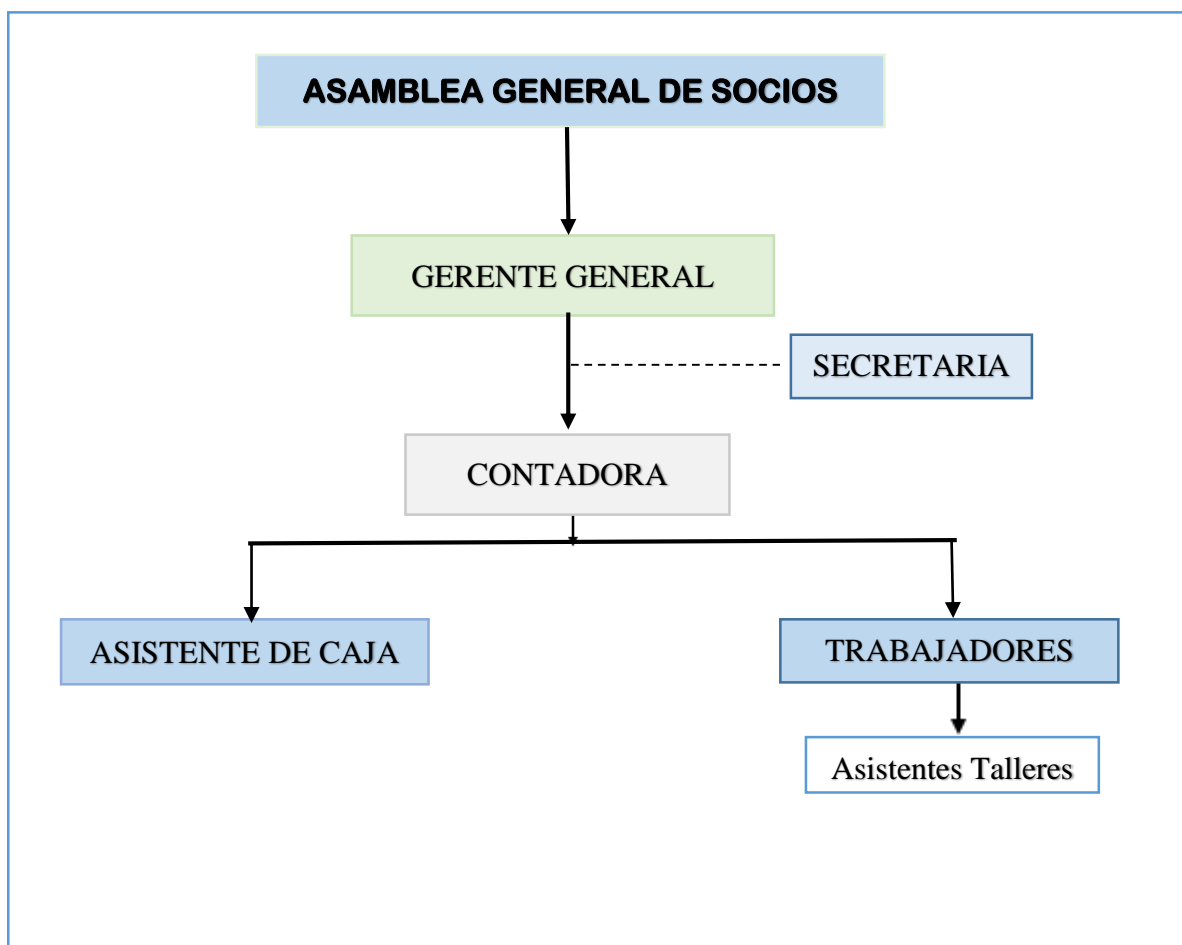 ASAMBLEA GENERAL DE SOCIOS
GERENTE GENERAL
SECRETARIA
CONTADORA
ASISTENTE DE CAJA
TRABAJADORES
Asistentes Talleres